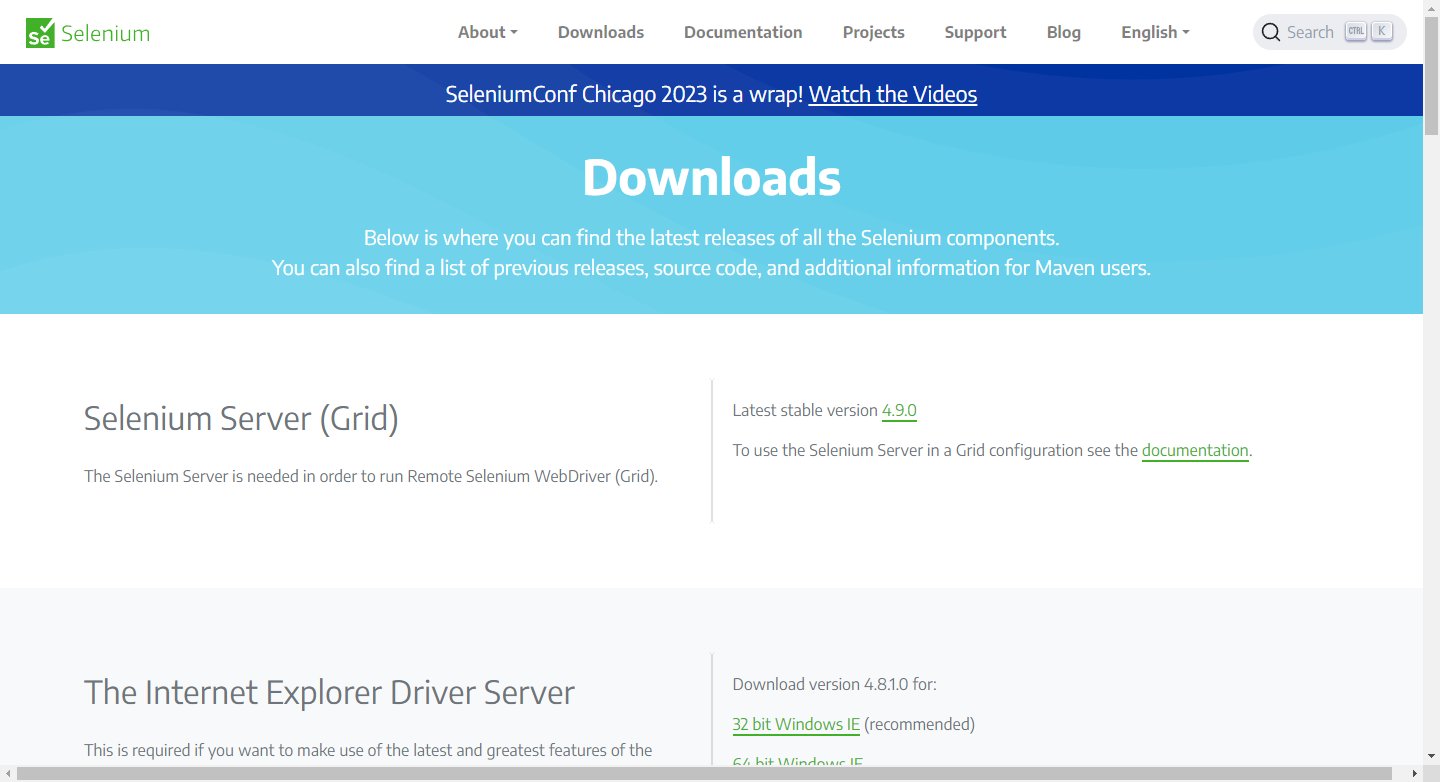 Se Selenium
About Downloads Documentation Projects Support Blog English Search CTRL K
SeleniumConf Chicago 2023 is a wrap! Watch the Videos
Downloads
Below is where you can find the latest releases of all the Selenium components.
You can also find a list of previous releases, source code, and additional information for Maven users.
Selenium Server (Grid)
The Selenium Server is needed in order to run Remote Selenium WebDriver (Grid).
Latest stable version 4.9.0
To use the Selenium Server in a Grid configuration see the documentation.
The Internet Explorer Driver Server
This is required if you want to make use of the latest and greatest features of the
Download version 4.8.1.0 for:
32 bit Windows IE (recommended)
64 bit Windows IE